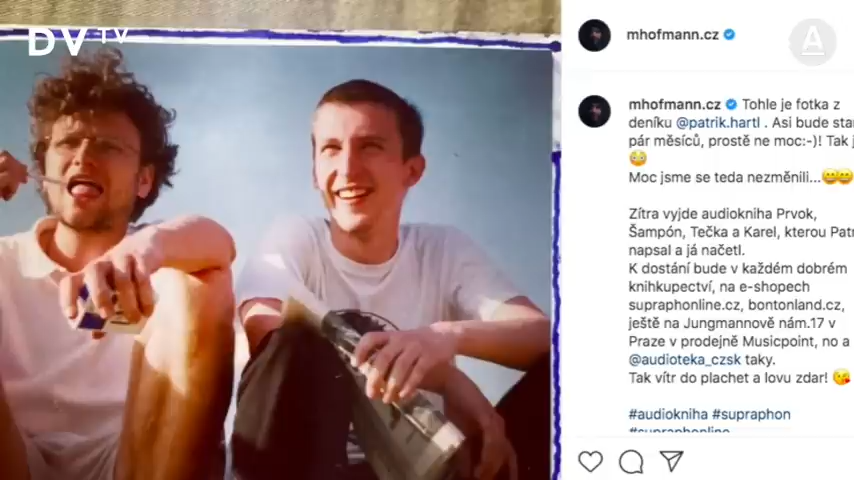 DVTV
A
mhofmann.cz
mhofmann.cz Tohle je fotka z
deníku @patrik.hartl . Asi bude
pár měsíců, prostě ne moc:-)! Tak
Moc jsme se teda nezměnili...
Zítra vyjde audiokniha Prvok,
Šampón, Tečka a Karel, kterou
napsal a já načetl.
K dostání bude v každém dobrém
knihkupectví, na e-shopech
supraphonline.cz, bontonland.cz,
ještě na Jungmannově nám.17 v
Praze v prodejně Musicpoint, no a
@audioteka_czsk taky.
Tak vítr do plachet a lovu zdar!
#audiokniha #supraphon
#supraphonline